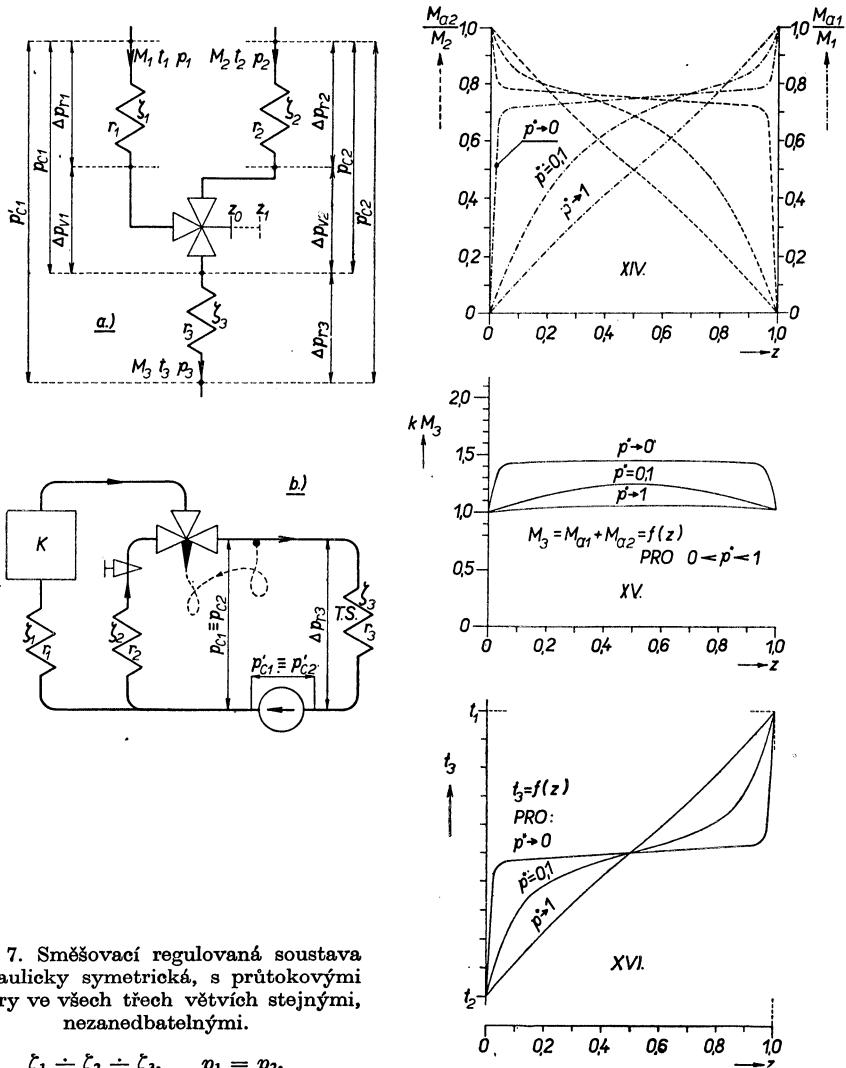 M₁ t₁ p₁
M₂ t₂ p₂
Δpr1
ζ₁
r₁
ζ₂
r₂
Δpr2
p'C1
pC1
ΔpV1
z₀ z₁
ΔpV2
pC2
p'C2
a.)
r₃
ζ₃
Δpr3
M₃ t₃ p₃
b.)
K
ζ₁
r₁
ζ₂
r₂
pC1 ≡ pC2
Δpr3
T.S.
ζ₃
r₃
p'C1 ≡ p'C2
Ma2/M2
Ma1/M1
1,0
0,8
0,6
0,4
0,2
0
1,0
0,8
0,6
0,4
0,2
0
p°→0
p°=0,1
p°→1
XIV.
0 0,2 0,4 0,6 0,8 1,0
z
k M₃
2,0
1,5
1,0
0,5
0
p°→0
p°=0,1
p°→1
M₃ = Ma1 + Ma2 = f(z)
PRO 0 < p° < 1
XV.
0 0,2 0,4 0,6 0,8 1,0
z
t₁
t₃
t₂
t₃=f(z)
PRO:
p°→0
p°=0,1
p°→1
XVI.
0 0,2 0,4 0,6 0,8 1,0
z
7. Směšovací regulovaná soustava
aulicky symetrická, s průtokovými
ry ve všech třech větvích stejnými,
nezanedbatelnými.
ζ₁ ≐ ζ₂ ≐ ζ₃, p₁ = p₂.